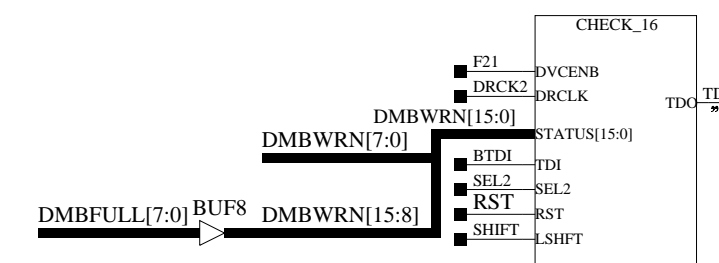 CHECK_16
F21
DVCENB
DRCK2
DRCLK
TDO
DMBWRN[15:0]
STATUS[15:0]
DMBWRN[7:0]
BTDI
TDI
SEL2
SEL2
RST
RST
DMBFULL[7:0] BUF8 DMBWRN[15:8]
SHIFT
LSHFT